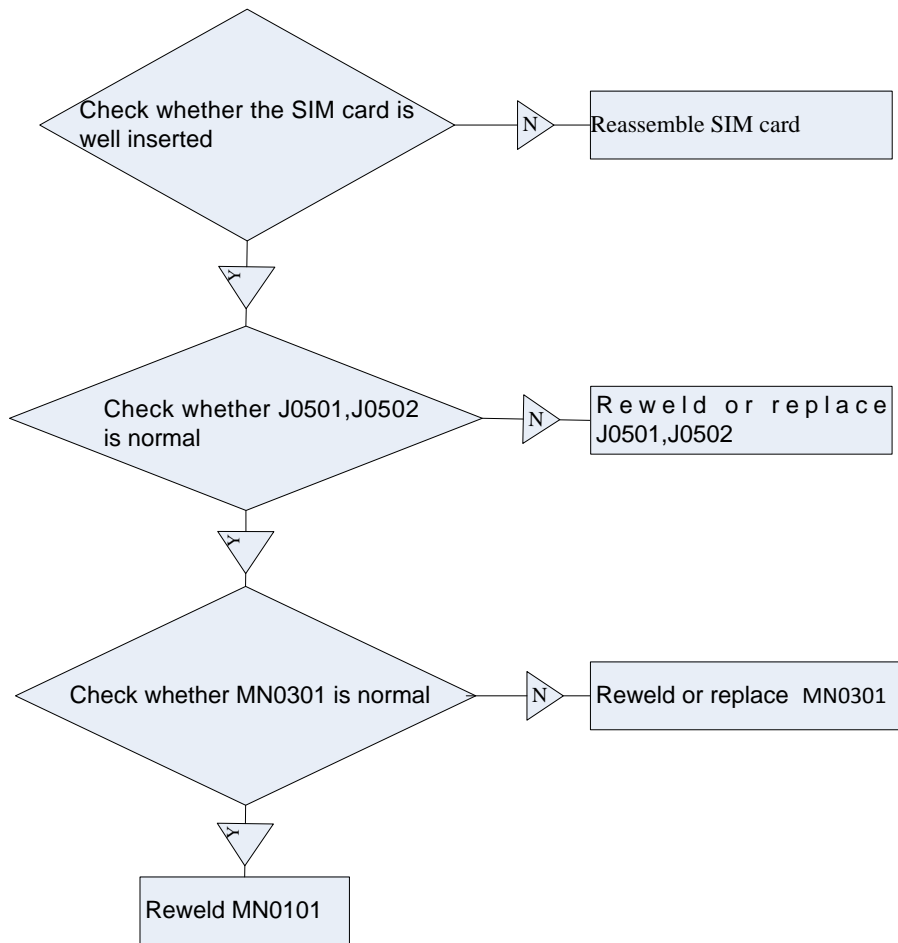 Check whether the SIM card is
well inserted
N
Reassemble SIM card
Y
Check whether J0501,J0502
is normal
N
Reweld or replace
J0501,J0502
Y
Check whether MN0301 is normal
N
Reweld or replace MN0301
Y
Reweld MN0101